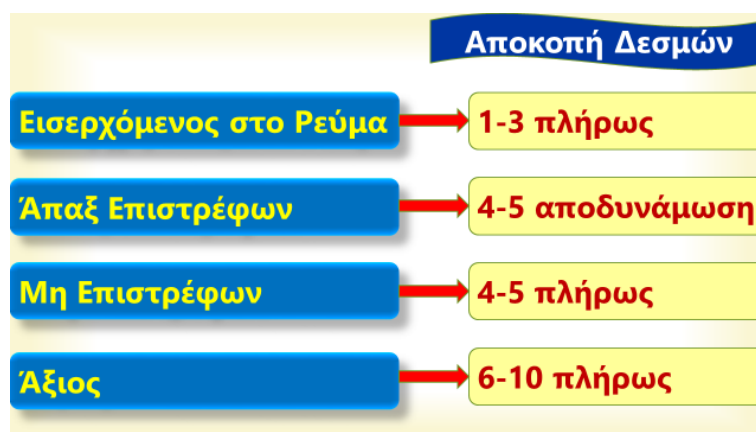 Αποκοπή Δεσμών
Εισερχόμενος στο Ρεύμα
1-3 πλήρως
Άπαξ Επιστρέφων
4-5 αποδυνάμωση
Μη Επιστρέφων
4-5 πλήρως
Άξιος
6-10 πλήρως